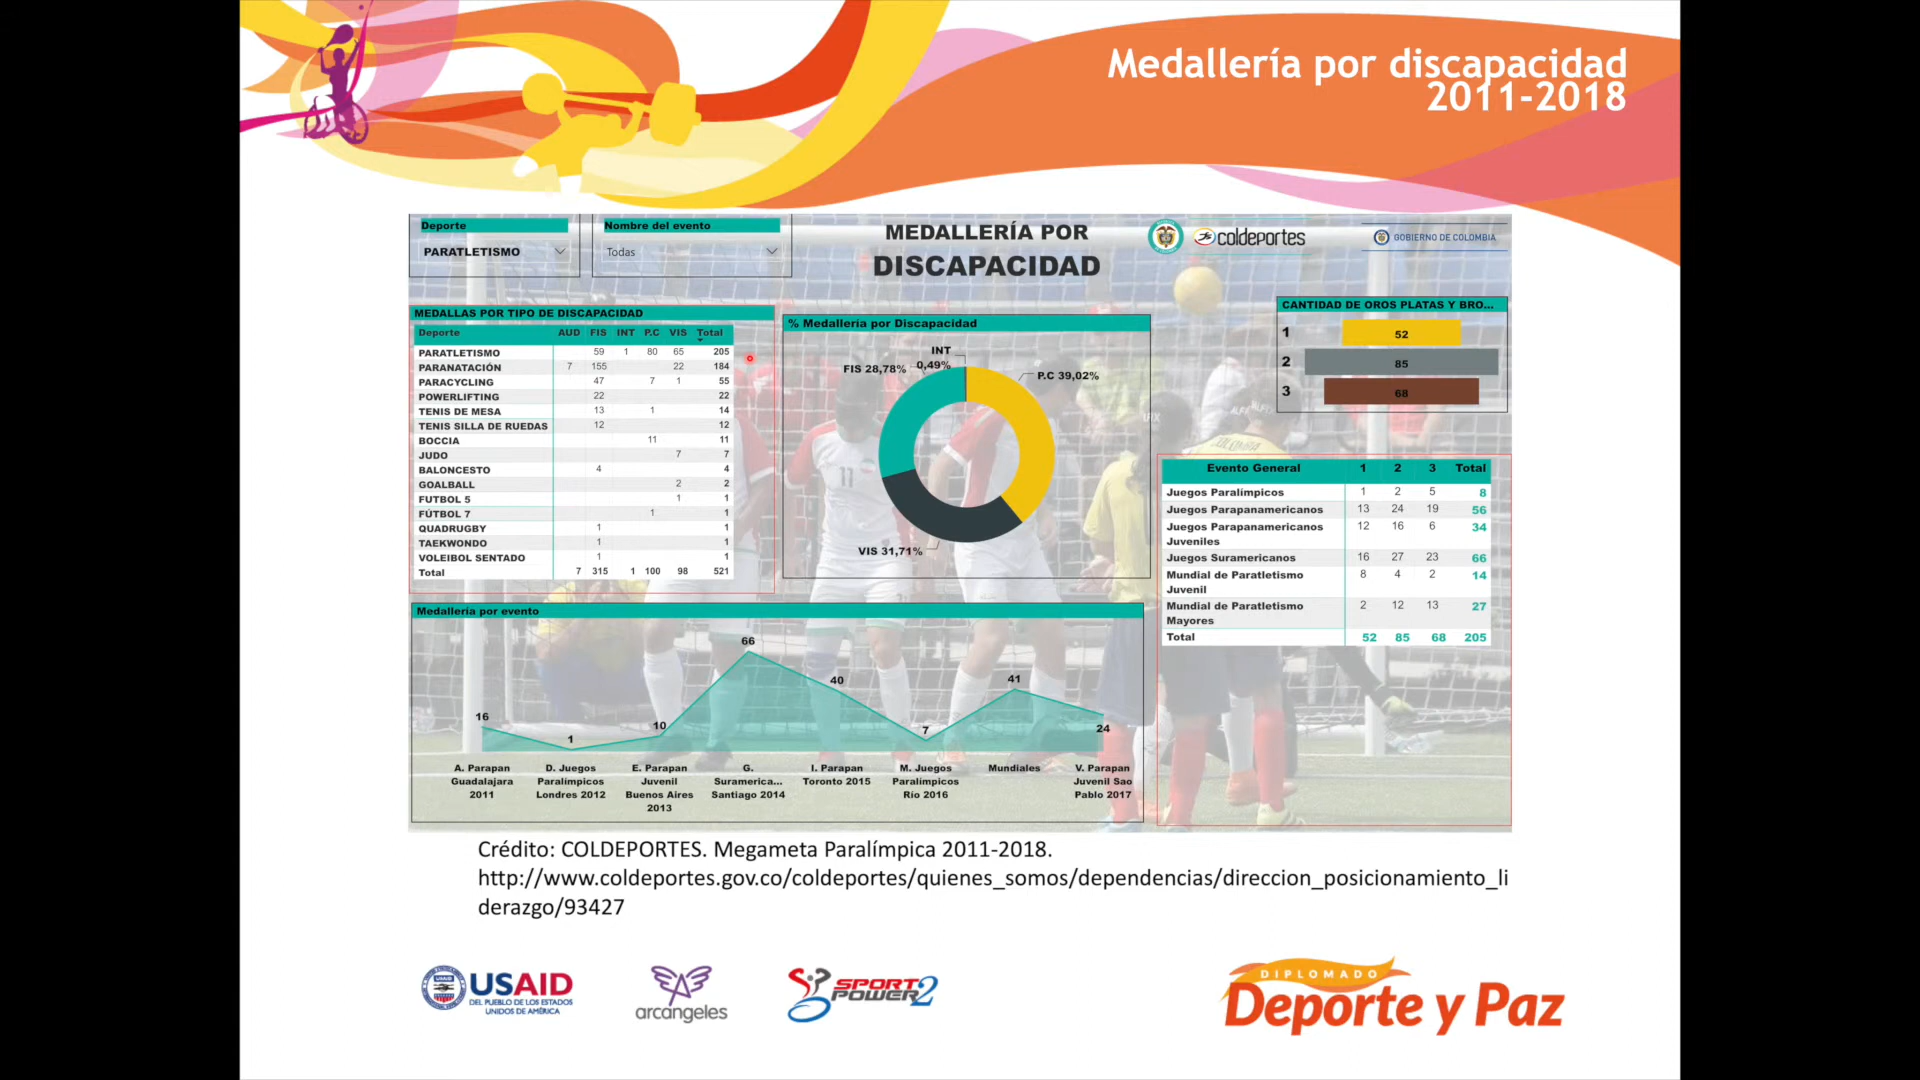 Medallería por discapacidad
2011-2018
Deporte
PARATLETISMO
Nombre del evento
Todas
MEDALLERÍA POR
DISCAPACIDAD
coldeportes
GOBIERNO DE COLOMBIA
MEDALLAS POR TIPO DE DISCAPACIDAD
Deporte AUD FIS INT P.C VIS Total
PARATLETISMO 59 1 80 65 205
PARANATACIÓN 7 155 22 184
PARACYCLING 47 7 1 55
POWERLIFTING 22 22
TENIS DE MESA 13 1 14
TENIS SILLA DE RUEDAS 12 12
BOCCIA 11 11
JUDO 7 7
BALONCESTO 4 4
GOALBALL 2 2
FUTBOL 5 1 1
FÚTBOL 7 1 1
QUADRUGBY 1 1
TAEKWONDO 1 1
VOLEIBOL SENTADO 1 1
Total 7 315 1 100 98 521
% Medalleria por Discapacidad
INT
0,49%
FIS 28,78%
P.C 39,02%
VIS 31,71%
CANTIDAD DE OROS PLATAS Y BRO...
1 52
2 85
3 68
Evento General 1 2 3 Total
Juegos Paralímpicos 1 2 5 8
Juegos Parapanamericanos 13 24 19 56
Juegos Parapanamericanos 12 16 6 34
Juveniles
Juegos Suramericanos 16 27 23 66
Mundial de Paratletismo 8 4 2 14
Juvenil
Mundial de Paratletismo 2 12 13 27
Mayores
Total 52 85 68 205
Medalleria por evento
16
1
10
66
40
7
41
24
A. Parapan
Guadalajara
2011
D. Juegos
Paralímpicos
Londres 2012
E. Parapan
Juvenil
Buenos Aires
2013
G.
Suramerica...
Santiago 2014
I. Parapan
Toronto 2015
M. Juegos
Paralímpicos
Río 2016
Mundiales
V. Parapan
Juvenil Sao
Pablo 2017
11
COLOMBIA
Crédito: COLDEPORTES. Megameta Paralímpica 2011-2018.
http://www.coldeportes.gov.co/coldeportes/quienes_somos/dependencias/direccion_posicionamiento_li
derazgo/93427
USAID
DEL PUEBLO DE LOS ESTADOS
UNIDOS DE AMÉRICA
arcángeles
SPORT
POWER2
DIPLOMADO
Deporte y Paz